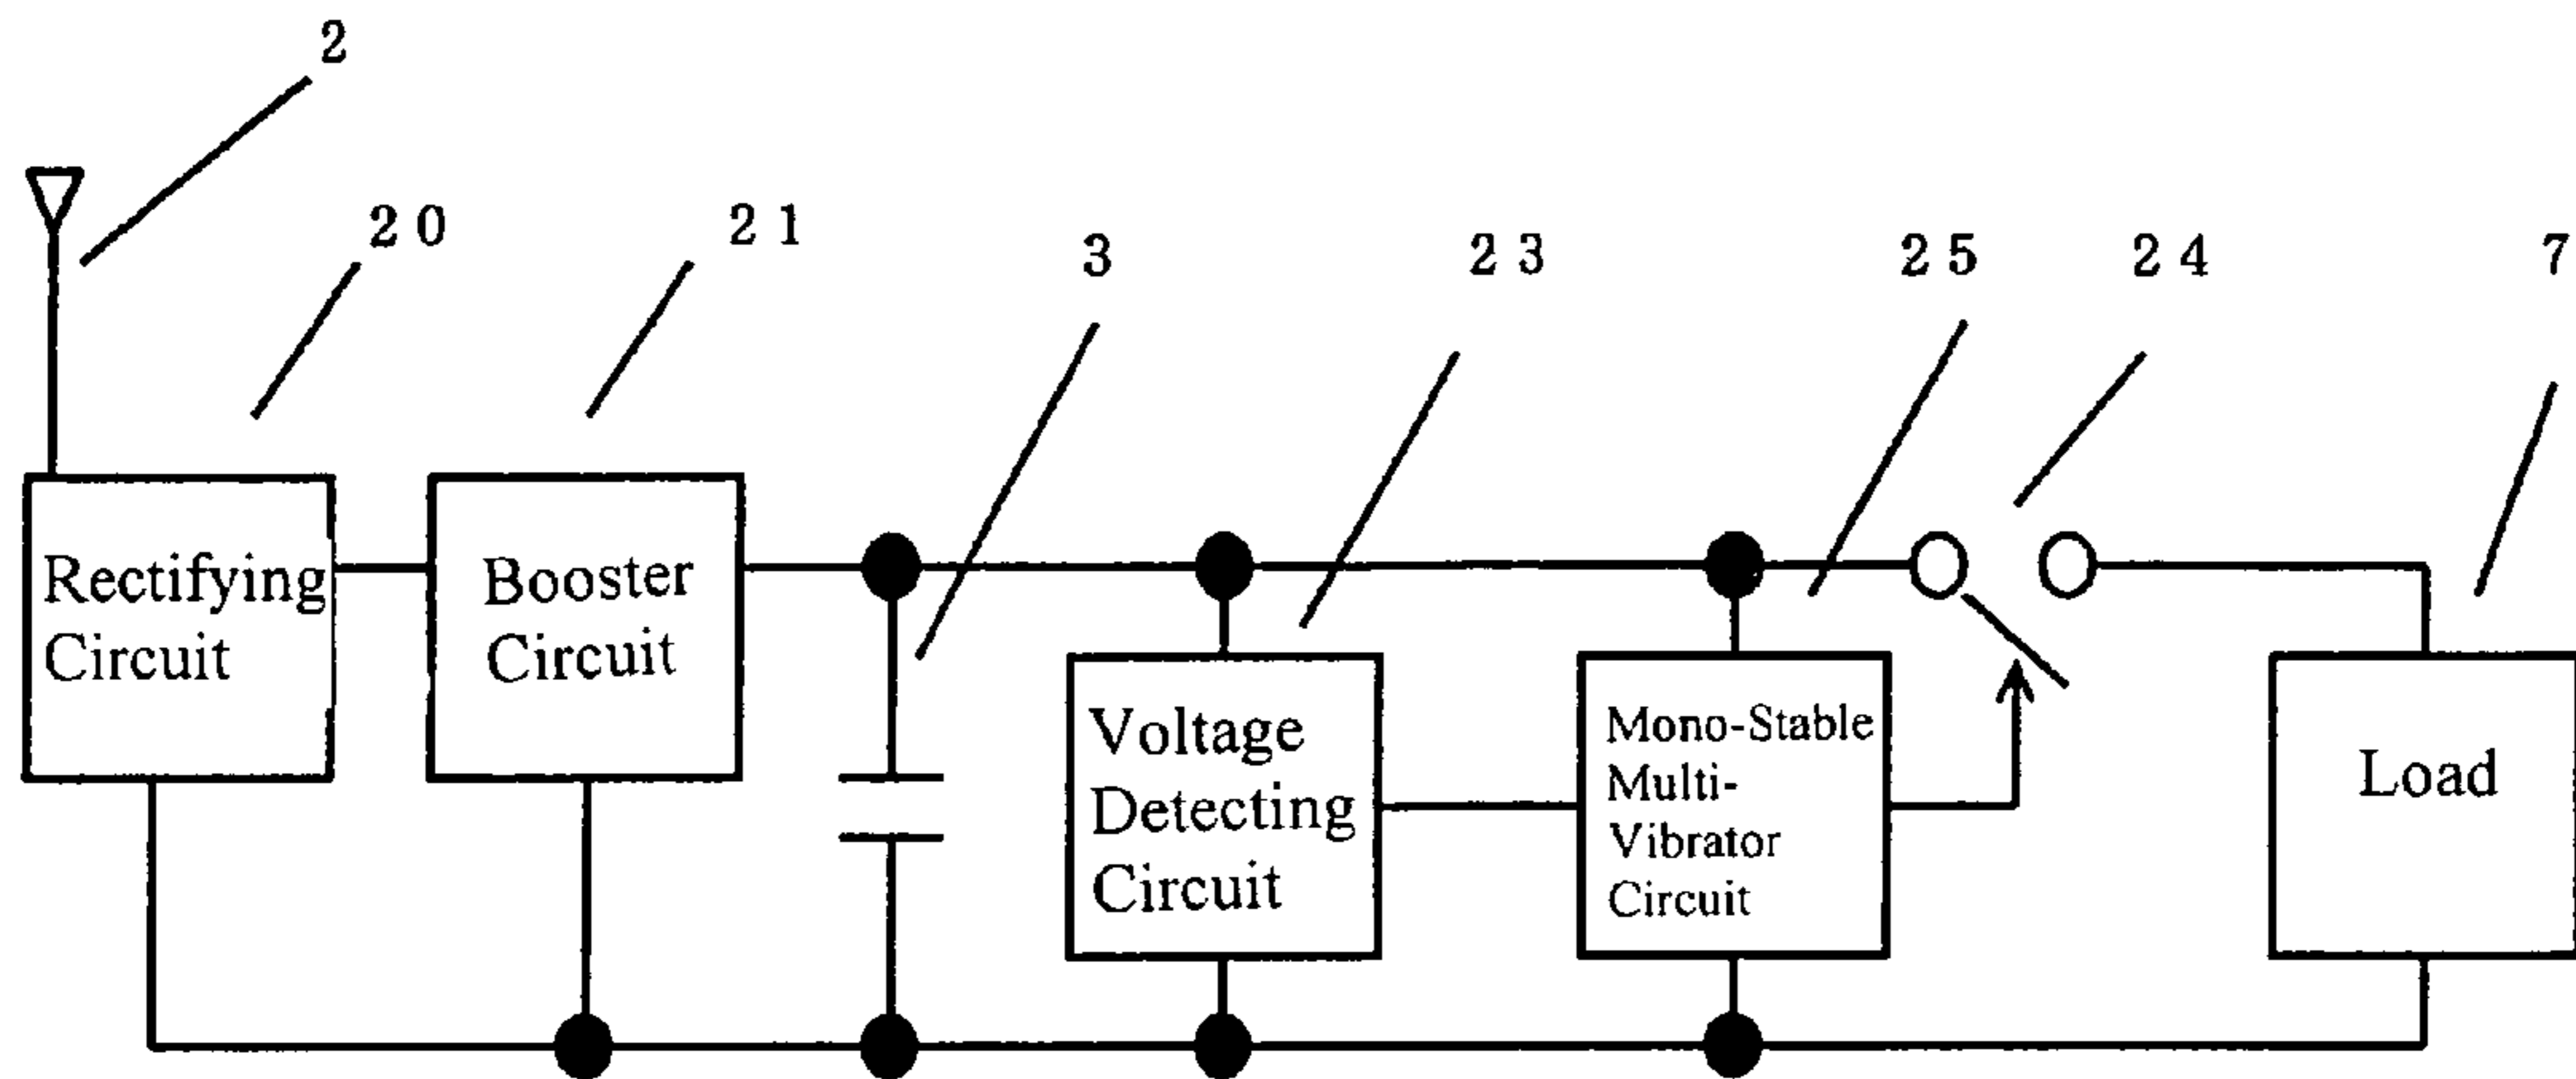 2
20
21
3
23
25
24
7
Rectifying
Circuit
Booster
Circuit
Voltage
Detecting
Circuit
Mono-Stable
Multi-
Vibrator
Circuit
Load